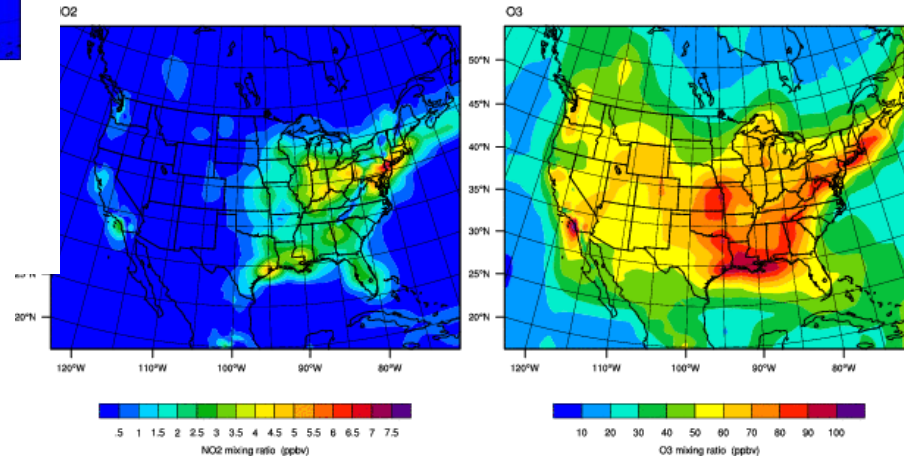 O2
O3
50°N
45°N
40°N
35°N
30°N
25°N
20°N
20°N
120°W 110°W 100°W 90°W 80°W
120°W 110°W 100°W 90°W 80°W
.5 1 1.5 2 2.5 3 3.5 4 4.5 5 5.5 6 6.5 7 7.5
10 20 30 40 50 60 70 80 90 100
NO2 mixing ratio (ppbv)
O3 mixing ratio (ppbv)